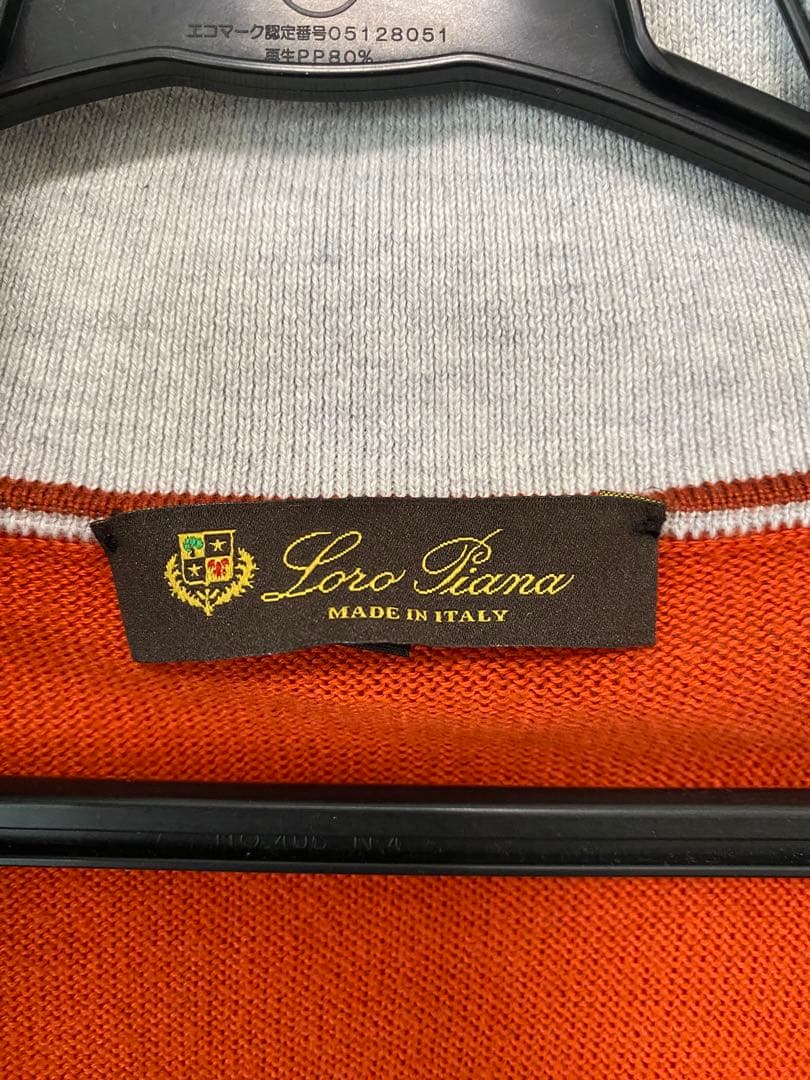 エコマーク認定番号05128051
再生PP80%
Loro Piana
MADE IN ITALY